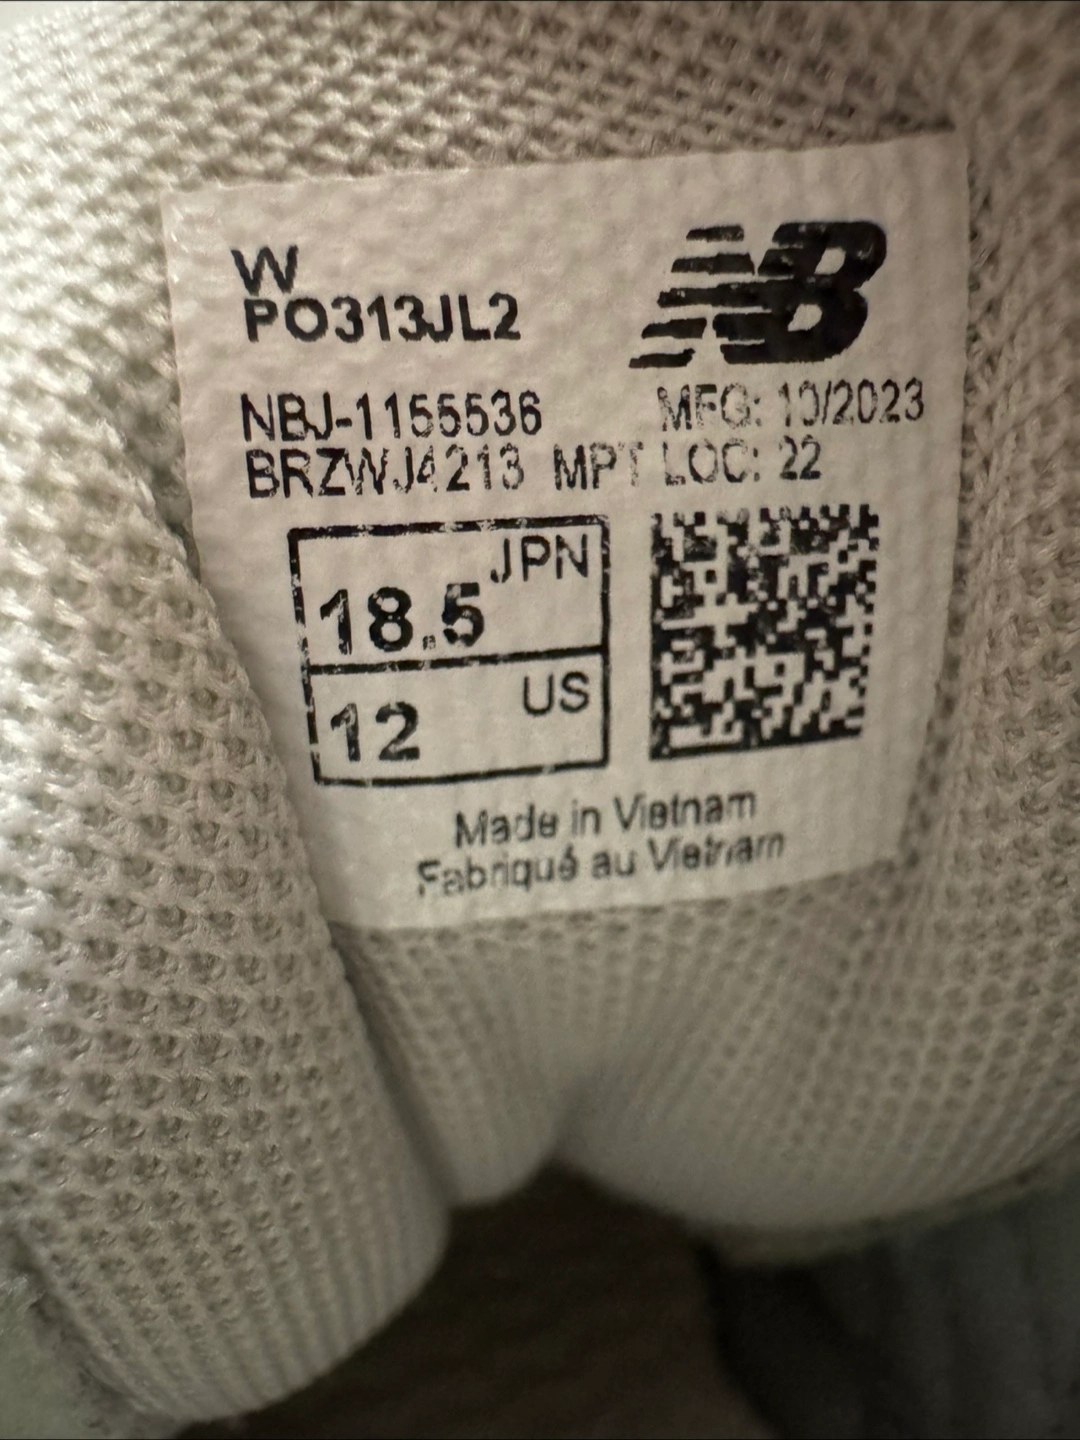 W
PO313JL2
NB
NBJ-1155536
MFG: 10/2023
BRZWJ4213 MPT LOC: 22
JPN
18.5
US
12
Made in Vietnam
Fabriqué au Vietnam